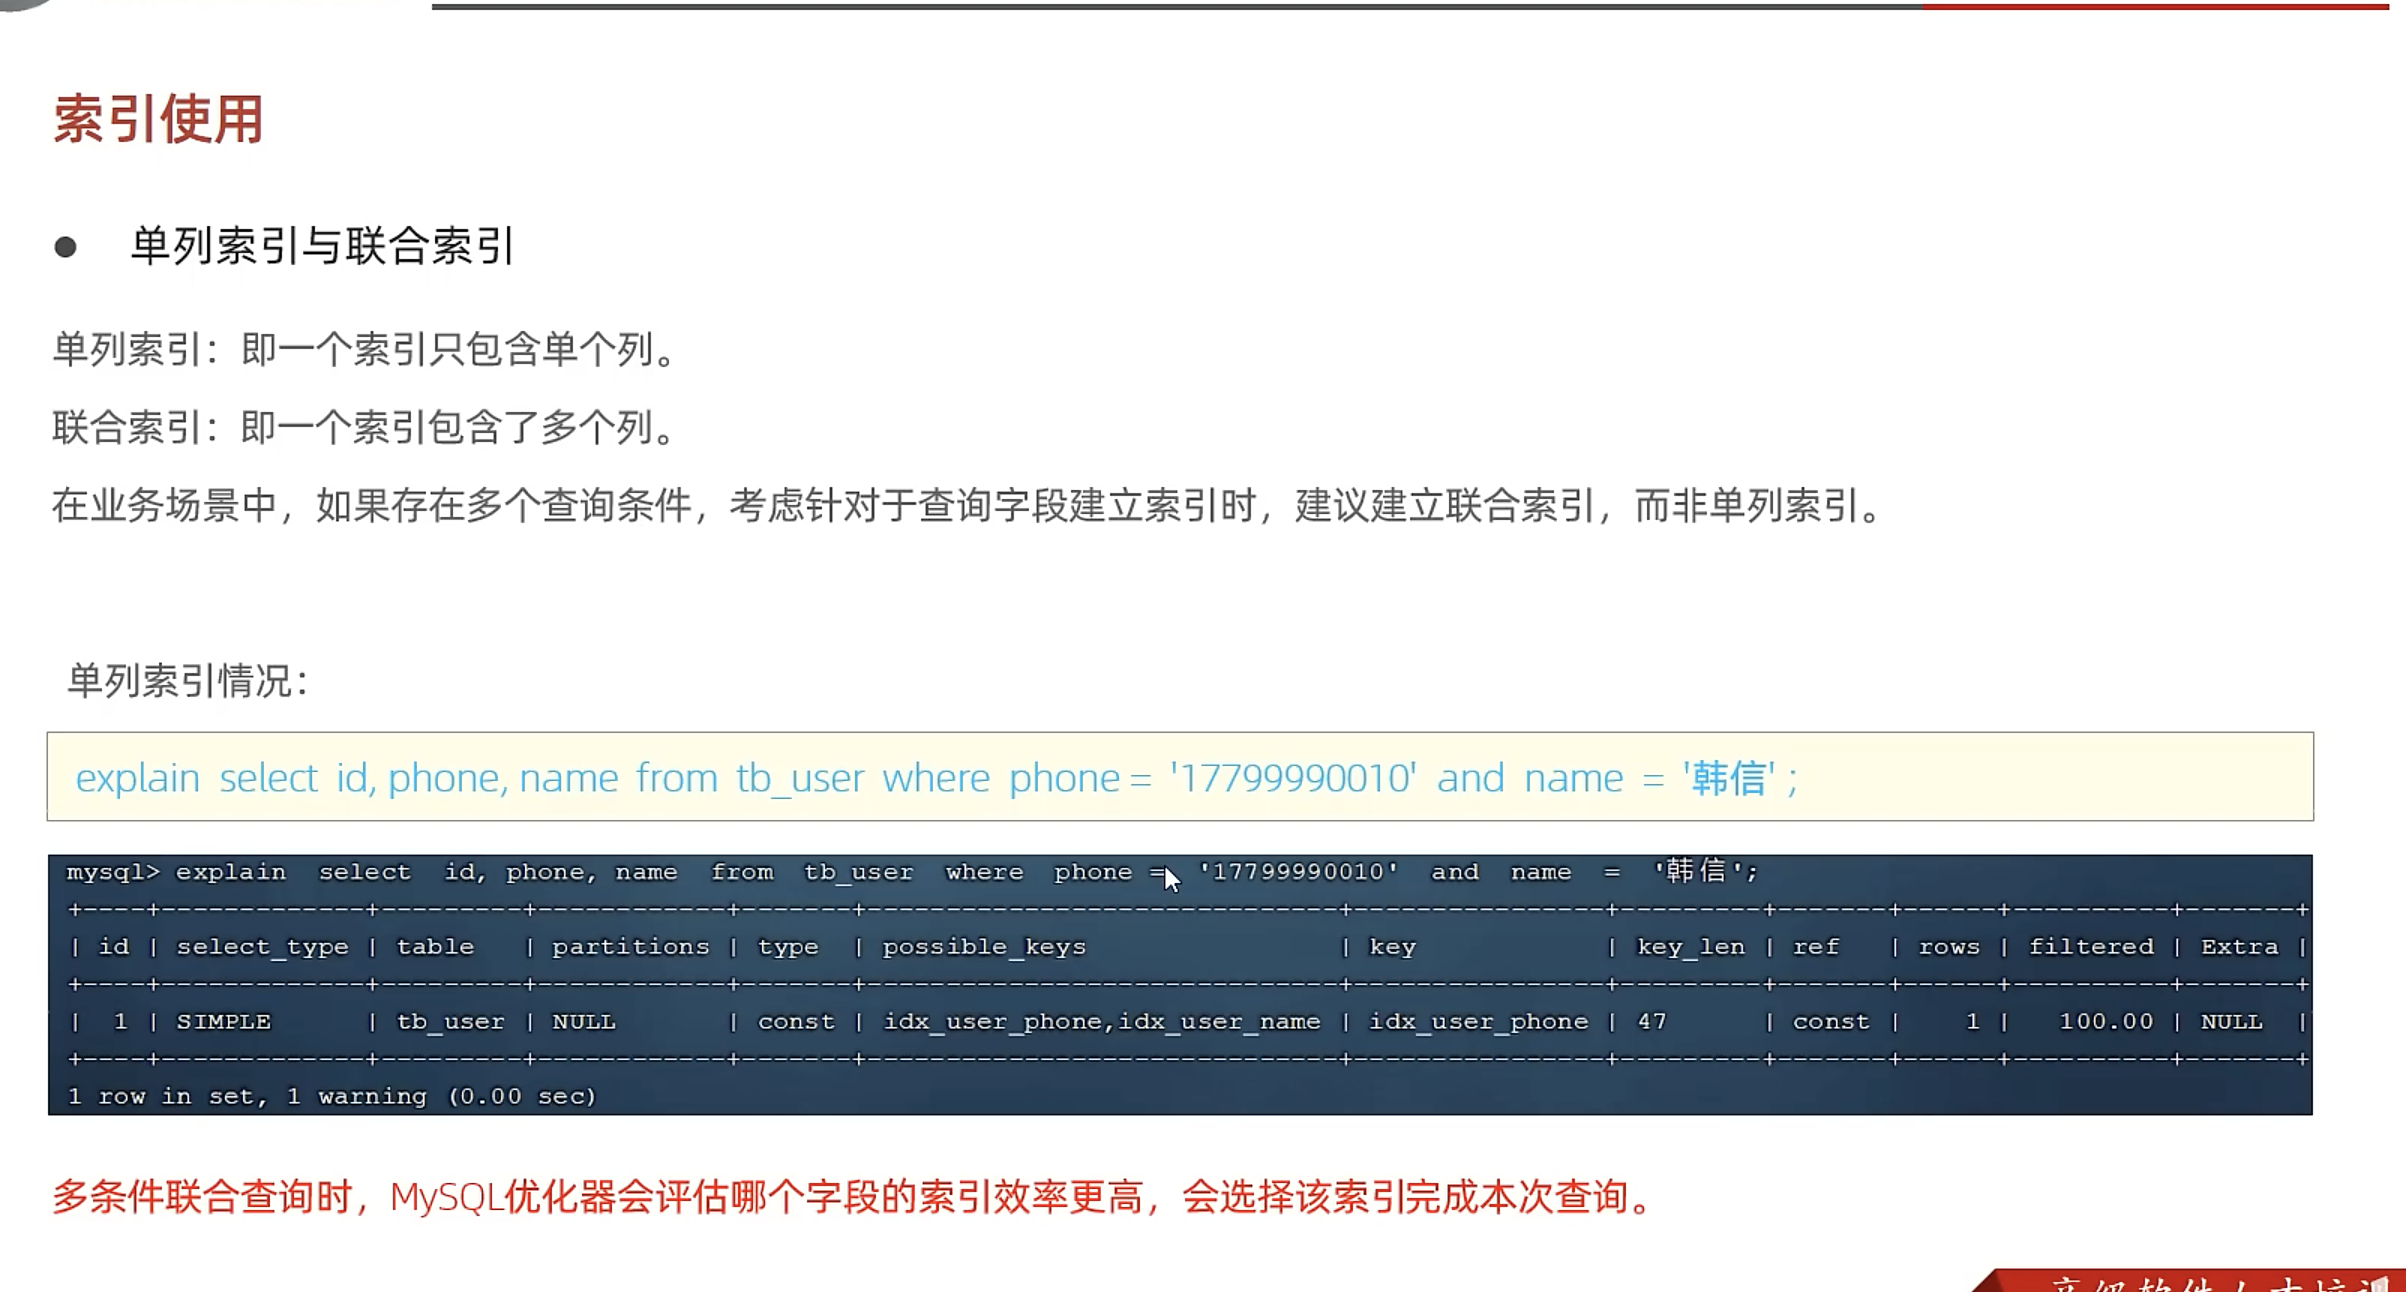 索引使用
● 单列索引与联合索引
单列索引：即一个索引只包含单个列。
联合索引：即一个索引包含了多个列。
在业务场景中，如果存在多个查询条件，考虑针对于查询字段建立索引时，建议建立联合索引，而非单列索引。
单列索引情况：
explain select id, phone, name from tb_user where phone = '17799990010' and name = '韩信' ;
mysql> explain select id, phone, name from tb_user where phone = '17799990010' and name = '韩信';
+----+-------------+---------+------------+-------+------------------------------+----------------+---------+-------+------+----------+-------+
| id | select_type | table | partitions | type | possible_keys | key | key_len | ref | rows | filtered | Extra |
+----+-------------+---------+------------+-------+------------------------------+----------------+---------+-------+------+----------+-------+
| 1 | SIMPLE | tb_user | NULL | const | idx_user_phone,idx_user_name | idx_user_phone | 47 | const | 1 | 100.00 | NULL |
+----+-------------+---------+------------+-------+------------------------------+----------------+---------+-------+------+----------+-------+
1 row in set, 1 warning (0.00 sec)
多条件联合查询时，MySQL优化器会评估哪个字段的索引效率更高，会选择该索引完成本次查询。